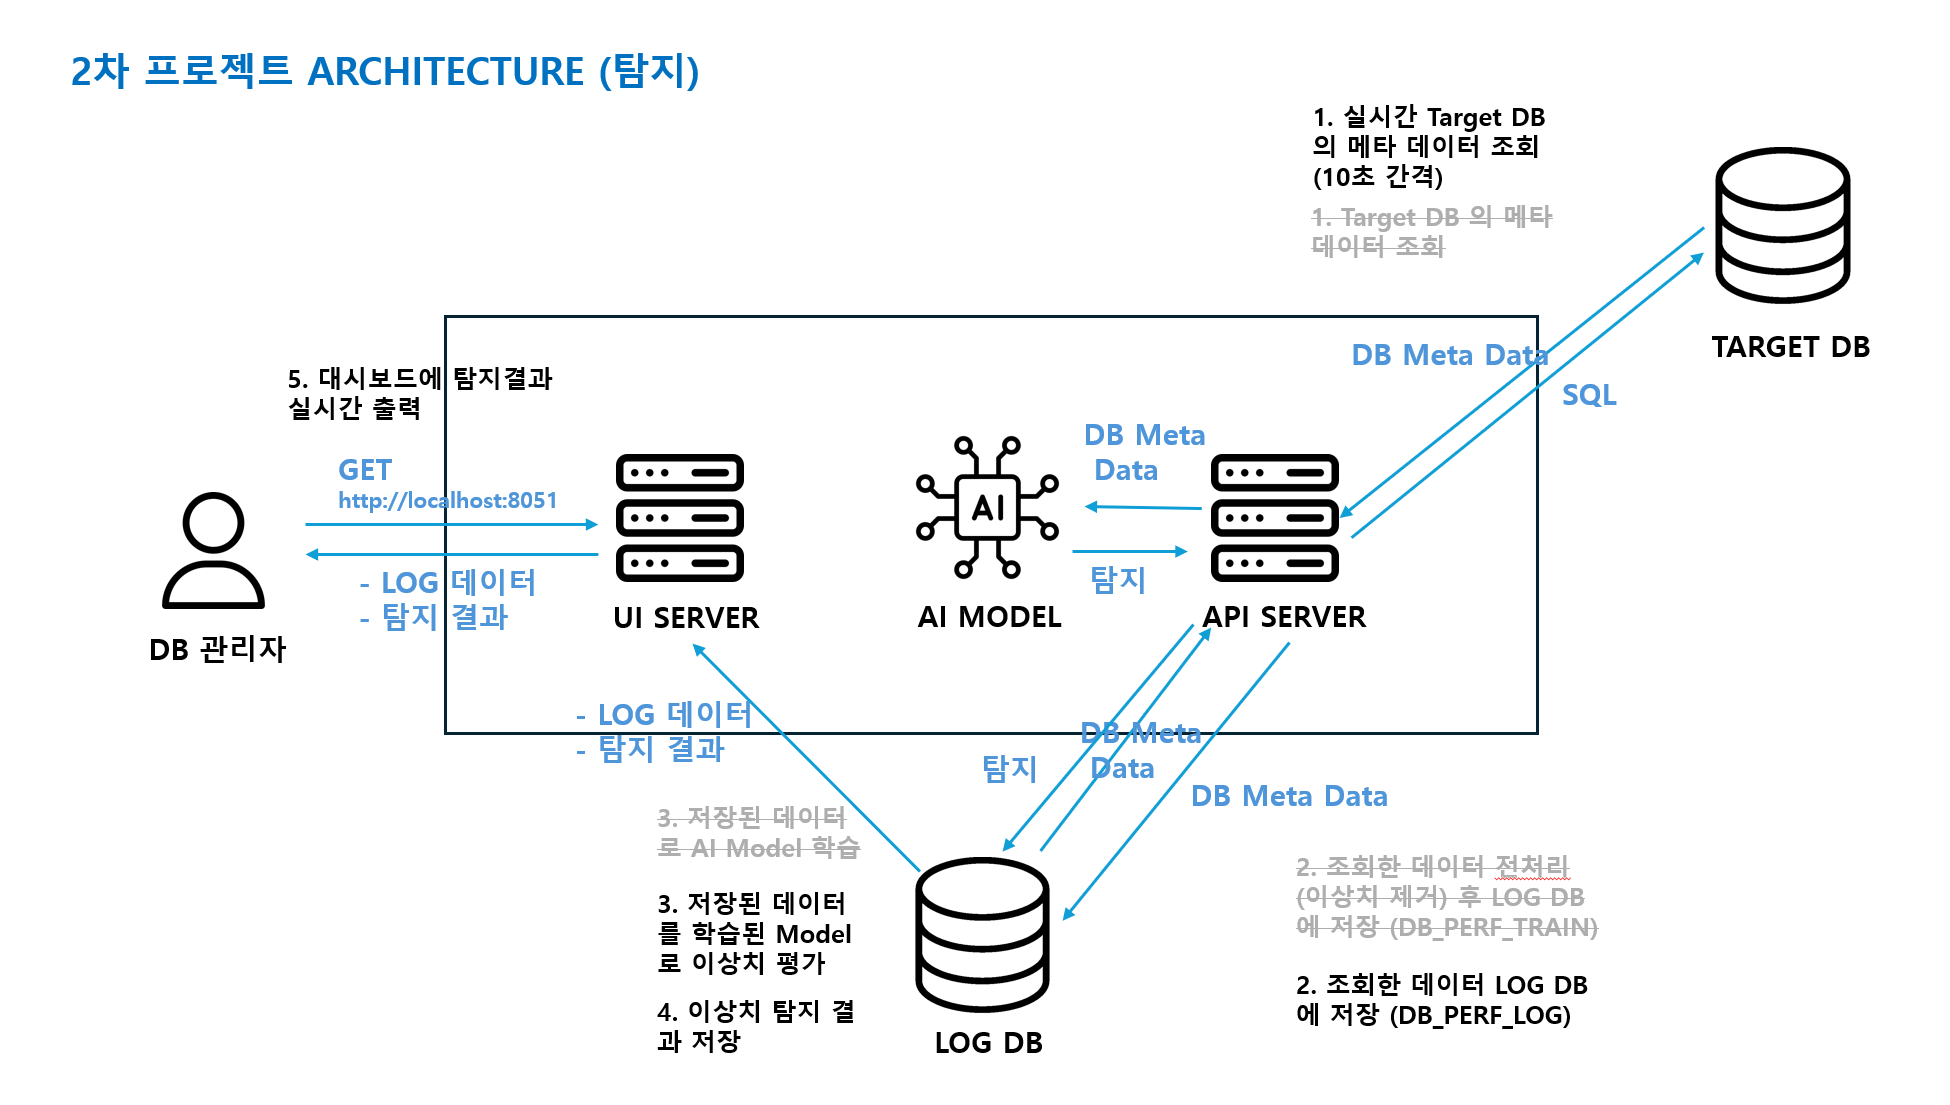 2차 프로젝트 ARCHITECTURE (탐지)
1. 실시간 Target DB
의 메타 데이터 조회
(10초 간격)
1. Target DB 의 메타
데이터 조회
TARGET DB
DB Meta Data
SQL
5. 대시보드에 탐지결과
실시간 출력
GET
http://localhost:8051
- LOG 데이터
- 탐지 결과
DB 관리자
UI SERVER
AI
AI MODEL
DB Meta
Data
탐지
API SERVER
- LOG 데이터
- 탐지 결과
탐지
DB Meta
Data
DB Meta Data
3. 저장된 데이터
로 AI Model 학습
3. 저장된 데이터
를 학습된 Model
로 이상치 평가
4. 이상치 탐지 결
과 저장
LOG DB
2. 조회한 데이터 전처리
(이상치 제거) 후 LOG DB
에 저장 (DB_PERF_TRAIN)
2. 조회한 데이터 LOG DB
에 저장 (DB_PERF_LOG)